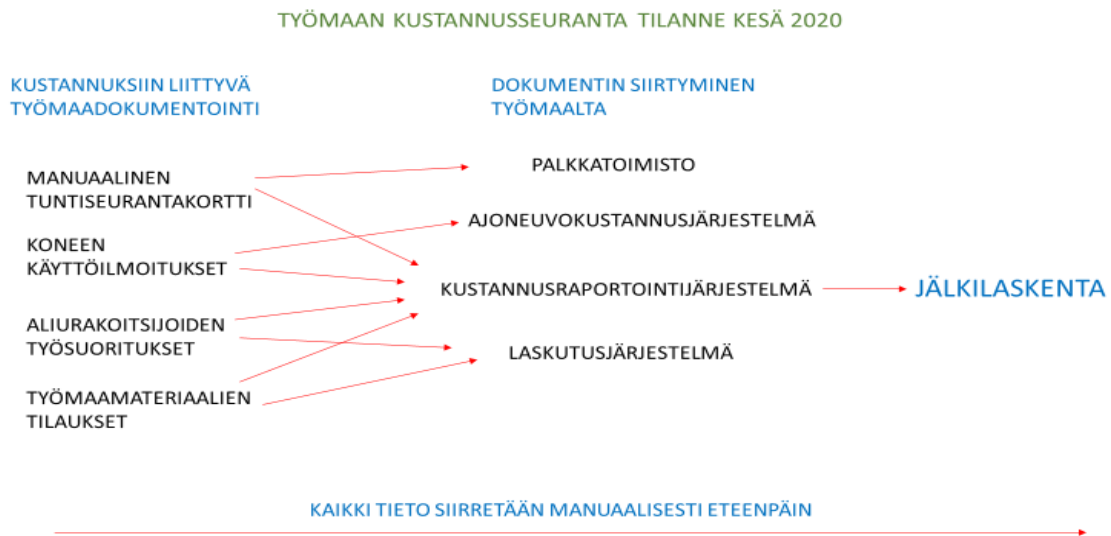 TYÖMAAN KUSTANNUSSEURANTA TILANNE KESÄ 2020
KUSTANNUKSIIN LIITTYVÄ
TYÖMAADOKUMENTOINTI
DOKUMENTIN SIIRTYMINEN
TYÖMAALTA
MANUAALINEN
TUNTISEURANTAKORTTI
KONEEN
KÄYTTÖILMOITUKSET
ALIURAKOITSIJOIDEN
TYÖSUORITUKSET
TYÖMAAMATERIAALIEN
TILAUKSET
PALKKATOIMISTO
AJONEUVOKUSTANNUSJÄRJESTELMÄ
KUSTANNUSRAPORTOINTIJÄRJESTELMÄ
LASKUTUSJÄRJESTELMÄ
JÄLKILASKENTA
KAIKKI TIETO SIIRRETÄÄN MANUAALISESTI ETEENPÄIN